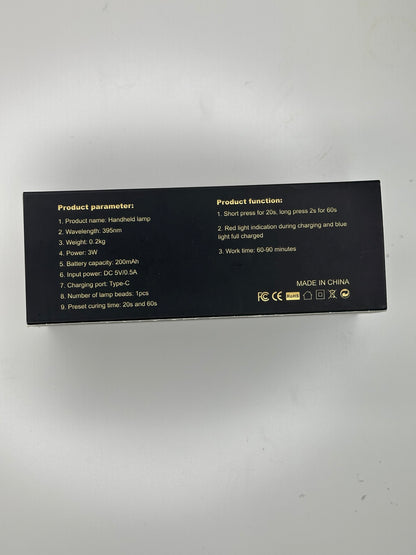 Product parameter:
1. Product name: Handheld lamp
2. Wavelength: 395nm
3. Weight: 0.2kg
4. Power: 3W
5. Battery capacity: 200mAh
6. Input power: DC 5V/0.5A
7. Charging port: Type-C
8. Number of lamp beads: 1pcs
9. Preset curing time: 20s and 60s
Product function:
1. Short press for 20s, long press 2s for 60s
2. Red light indication during charging and blue
light full charged
3. Work time: 60-90 minutes
MADE IN CHINA
FC CE RoHS